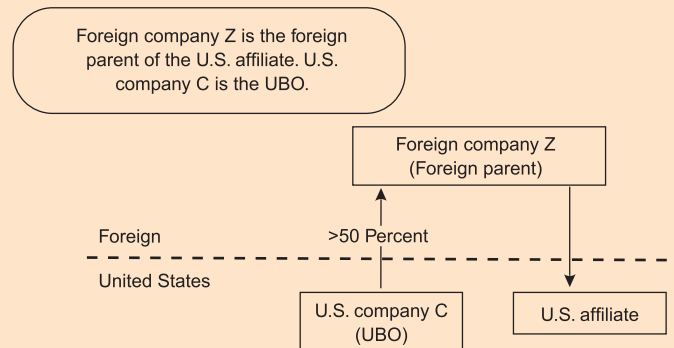 Foreign company Z is the foreign
parent of the U.S. affiliate. U.S.
company C is the UBO.
Foreign company Z
(Foreign parent)
Foreign
>50 Percent
United States
U.S. company C
(UBO)
U.S. affiliate